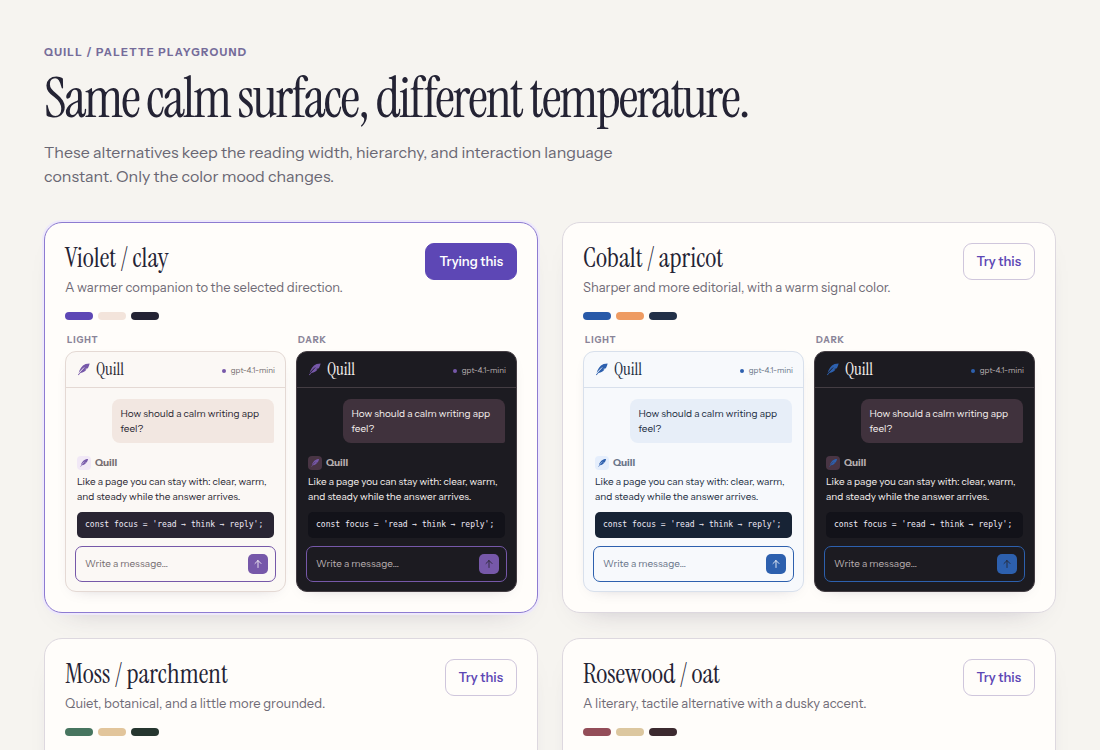 QUILL / PALETTE PLAYGROUND
Same calm surface, different temperature.
These alternatives keep the reading width, hierarchy, and interaction language
constant. Only the color mood changes.
Violet / clay
Trying this
A warmer companion to the selected direction.
LIGHT
Quill
gpt-4.1-mini
How should a calm writing app
feel?
Quill
Like a page you can stay with: clear, warm,
and steady while the answer arrives.
const focus = 'read → think → reply';
Write a message…
↑
DARK
Quill
gpt-4.1-mini
How should a calm writing app
feel?
Quill
Like a page you can stay with: clear, warm,
and steady while the answer arrives.
const focus = 'read → think → reply';
Write a message…
↑
Cobalt / apricot
Try this
Sharper and more editorial, with a warm signal color.
LIGHT
Quill
gpt-4.1-mini
How should a calm writing app
feel?
Quill
Like a page you can stay with: clear, warm,
and steady while the answer arrives.
const focus = 'read → think → reply';
Write a message…
↑
DARK
Quill
gpt-4.1-mini
How should a calm writing app
feel?
Quill
Like a page you can stay with: clear, warm,
and steady while the answer arrives.
const focus = 'read → think → reply';
Write a message…
↑
Moss / parchment
Try this
Quiet, botanical, and a little more grounded.
Rosewood / oat
Try this
A literary, tactile alternative with a dusky accent.